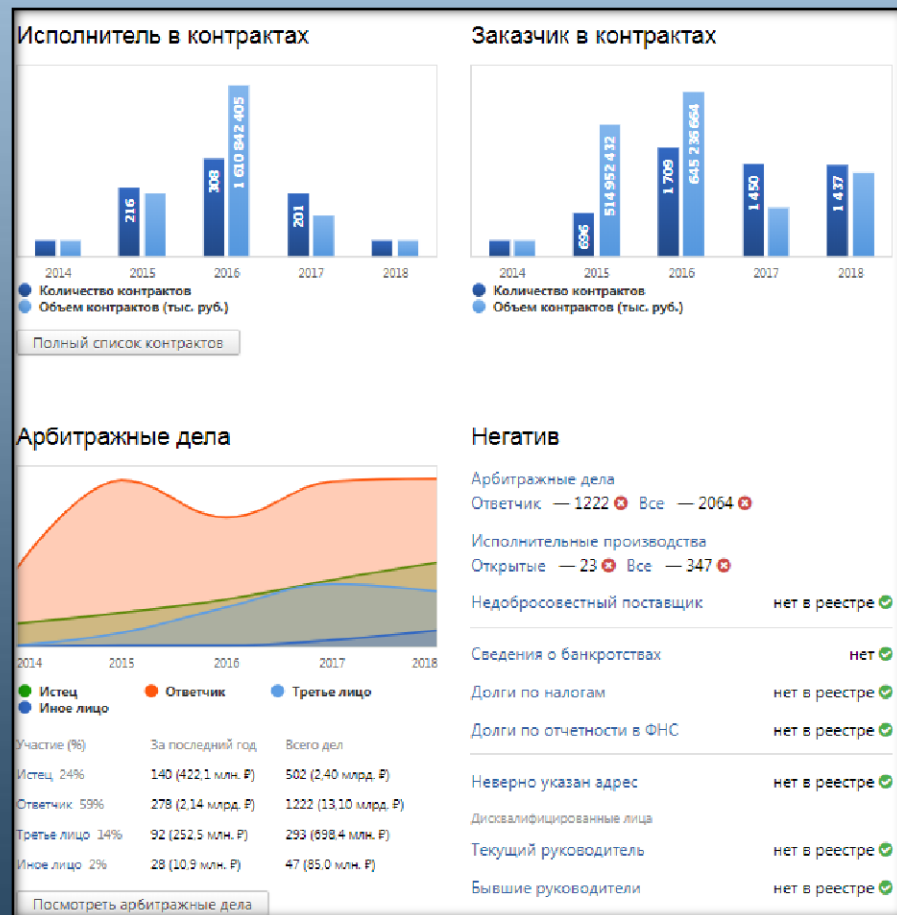 Исполнитель в контрактах
216
308
1 610 842 405
201
2014 2015 2016 2017 2018
Количество контрактов
Объем контрактов (тыс. руб.)
Полный список контрактов
Заказчик в контрактах
696
514 952 432
1 709
645 236 664
1 450
1 437
2014 2015 2016 2017 2018
Количество контрактов
Объем контрактов (тыс. руб.)
Арбитражные дела
2014 2015 2016 2017 2018
Истец Ответчик Третье лицо
Иное лицо
Участие (%) За последний год Всего дел
Истец 24% 140 (422,1 млн. ₽) 502 (2,40 млрд. ₽)
Ответчик 59% 278 (2,14 млрд. ₽) 1222 (13,10 млрд. ₽)
Третье лицо 14% 92 (252,5 млн. ₽) 293 (698,4 млн. ₽)
Иное лицо 2% 28 (10,9 млн. ₽) 47 (85,0 млн. ₽)
Посмотреть арбитражные дела
Негатив
Арбитражные дела
Ответчик — 1222 Все — 2064
Исполнительные производства
Открытые — 23 Все — 347
Недобросовестный поставщик нет в реестре
Сведения о банкротствах нет
Долги по налогам нет в реестре
Долги по отчетности в ФНС нет в реестре
Неверно указан адрес нет в реестре
Дисквалифицированные лица
Текущий руководитель нет в реестре
Бывшие руководители нет в реестре